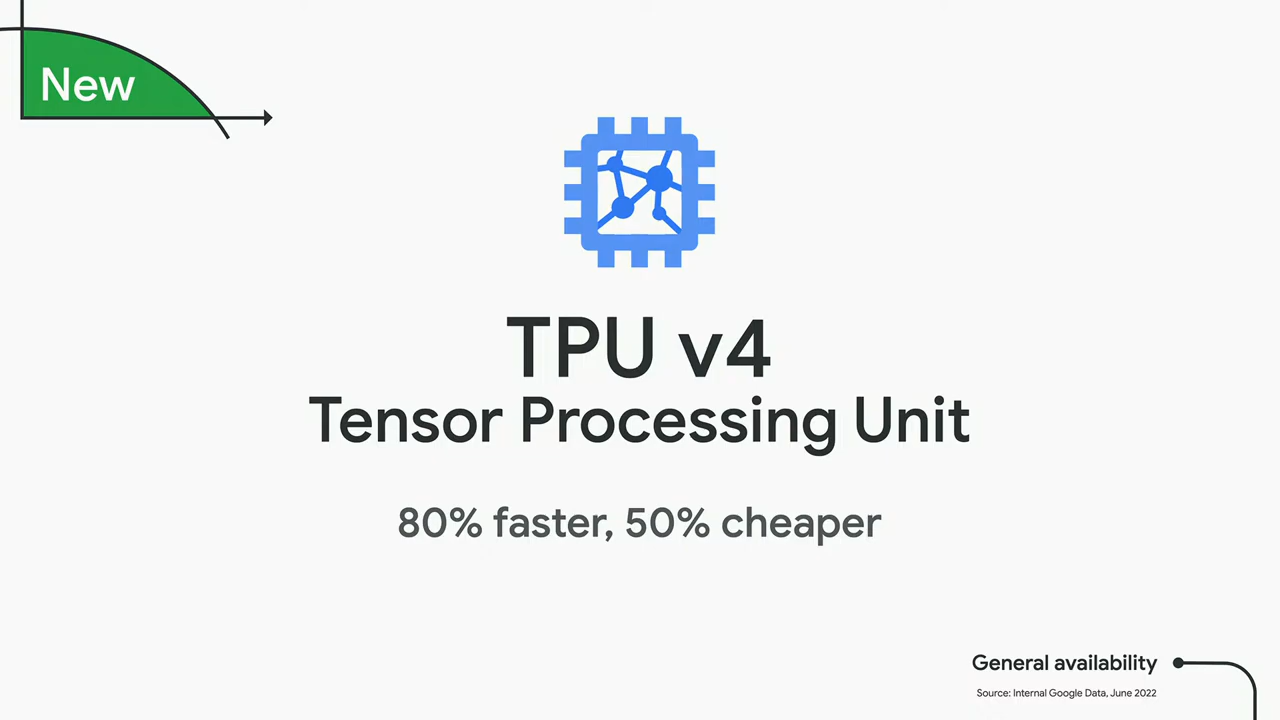 New
TPU v4
Tensor Processing Unit
80% faster, 50% cheaper
General availability
Source: Internal Google Data, June 2022